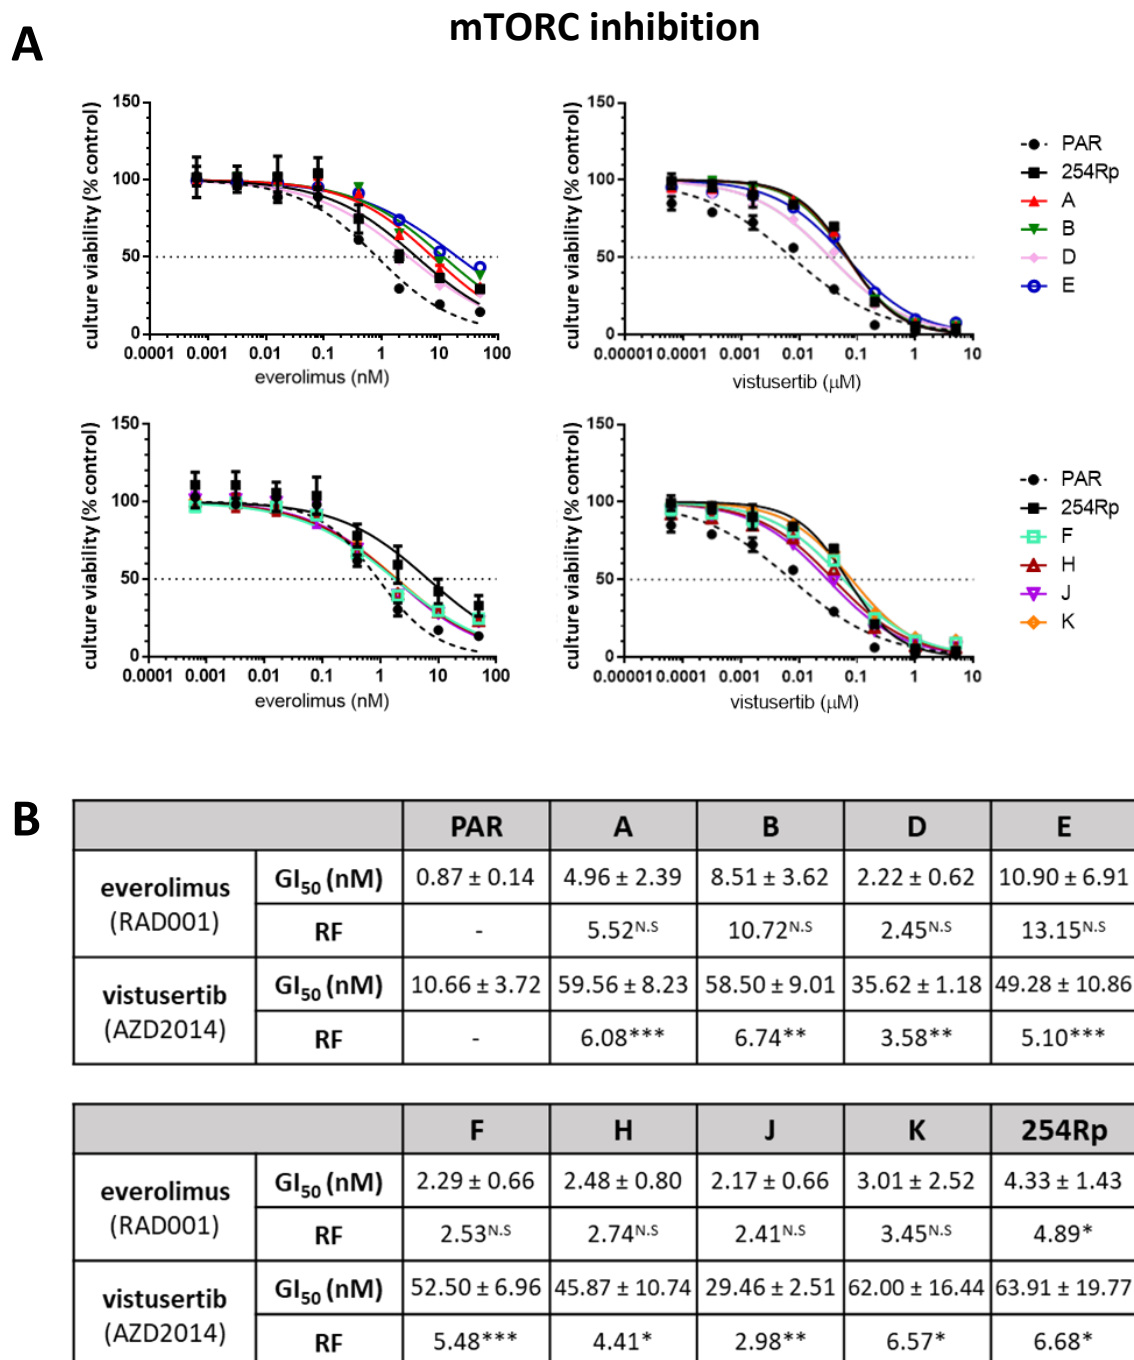 mTORC inhibition
A
culture viability (% control)
150
100
50
0
0.0001 0.001 0.01 0.1 1 10 100
everolimus (nM)
culture viability (% control)
150
100
50
0
0.00001 0.0001 0.001 0.01 0.1 1 10
vistusertib (μM)
PAR
254Rp
A
B
D
E
culture viability (% control)
150
100
50
0
0.0001 0.001 0.01 0.1 1 10 100
everolimus (nM)
culture viability (% control)
150
100
50
0
0.00001 0.0001 0.001 0.01 0.1 1 10
vistusertib (μM)
PAR
254Rp
F
H
J
K
B
PAR A B D E
everolimus (RAD001) GI50 (nM) 0.87 ± 0.14 4.96 ± 2.39 8.51 ± 3.62 2.22 ± 0.62 10.90 ± 6.91
RF - 5.52N.S 10.72N.S 2.45N.S 13.15N.S
vistusertib (AZD2014) GI50 (nM) 10.66 ± 3.72 59.56 ± 8.23 58.50 ± 9.01 35.62 ± 1.18 49.28 ± 10.86
RF - 6.08*** 6.74** 3.58** 5.10***
F H J K 254Rp
everolimus (RAD001) GI50 (nM) 2.29 ± 0.66 2.48 ± 0.80 2.17 ± 0.66 3.01 ± 2.52 4.33 ± 1.43
RF 2.53N.S 2.74N.S 2.41N.S 3.45N.S 4.89*
vistusertib (AZD2014) GI50 (nM) 52.50 ± 6.96 45.87 ± 10.74 29.46 ± 2.51 62.00 ± 16.44 63.91 ± 19.77
RF 5.48*** 4.41* 2.98** 6.57* 6.68*